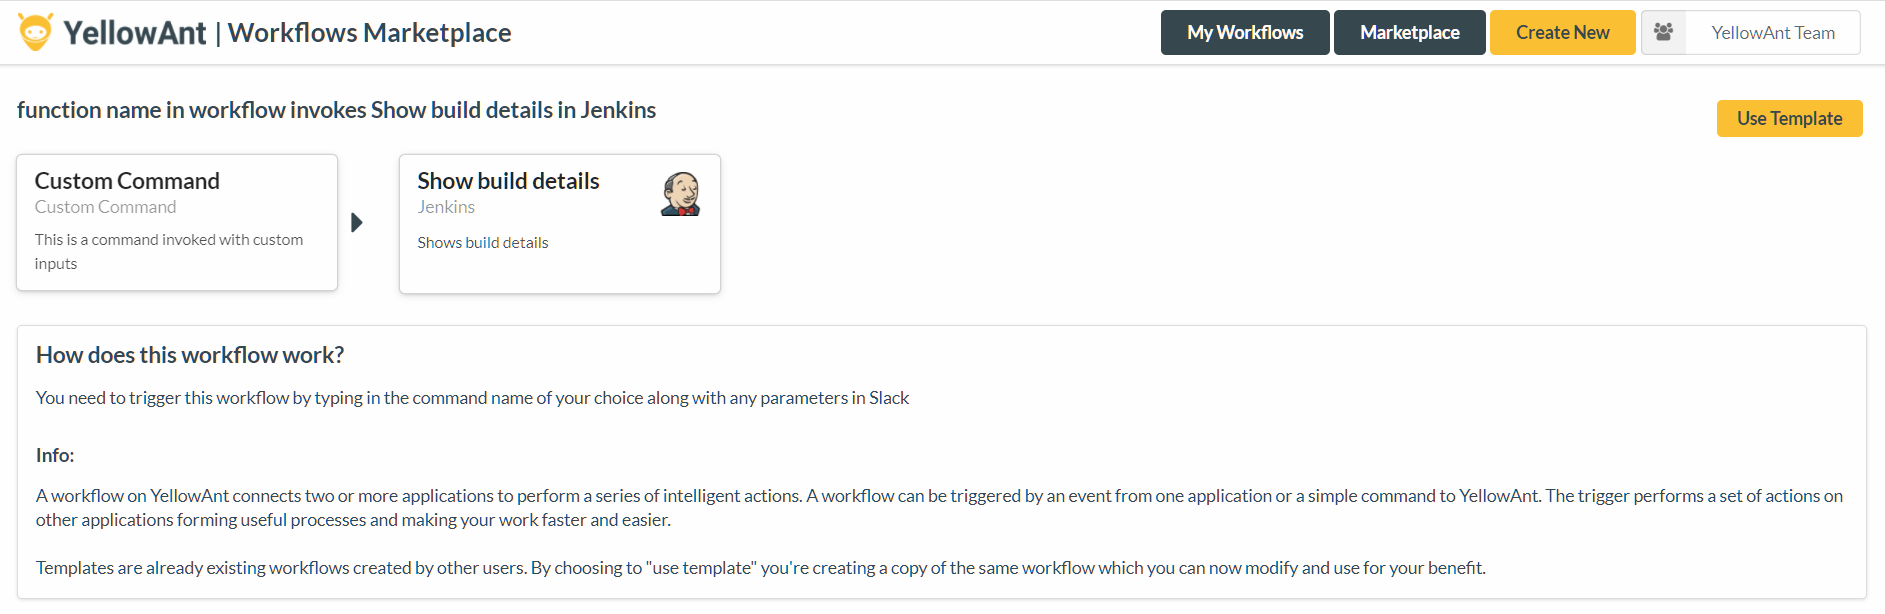 YellowAnt | Workflows Marketplace
My Workflows
Marketplace
Create New
YellowAnt Team
function name in workflow invokes Show build details in Jenkins
Use Template
Custom Command
Custom Command
This is a command invoked with custom
inputs
Show build details
Jenkins
Shows build details
How does this workflow work?
You need to trigger this workflow by typing in the command name of your choice along with any parameters in Slack
Info:
A workflow on YellowAnt connects two or more applications to perform a series of intelligent actions. A workflow can be triggered by an event from one application or a simple command to YellowAnt. The trigger performs a set of actions on
other applications forming useful processes and making your work faster and easier.
Templates are already existing workflows created by other users. By choosing to "use template" you're creating a copy of the same workflow which you can now modify and use for your benefit.